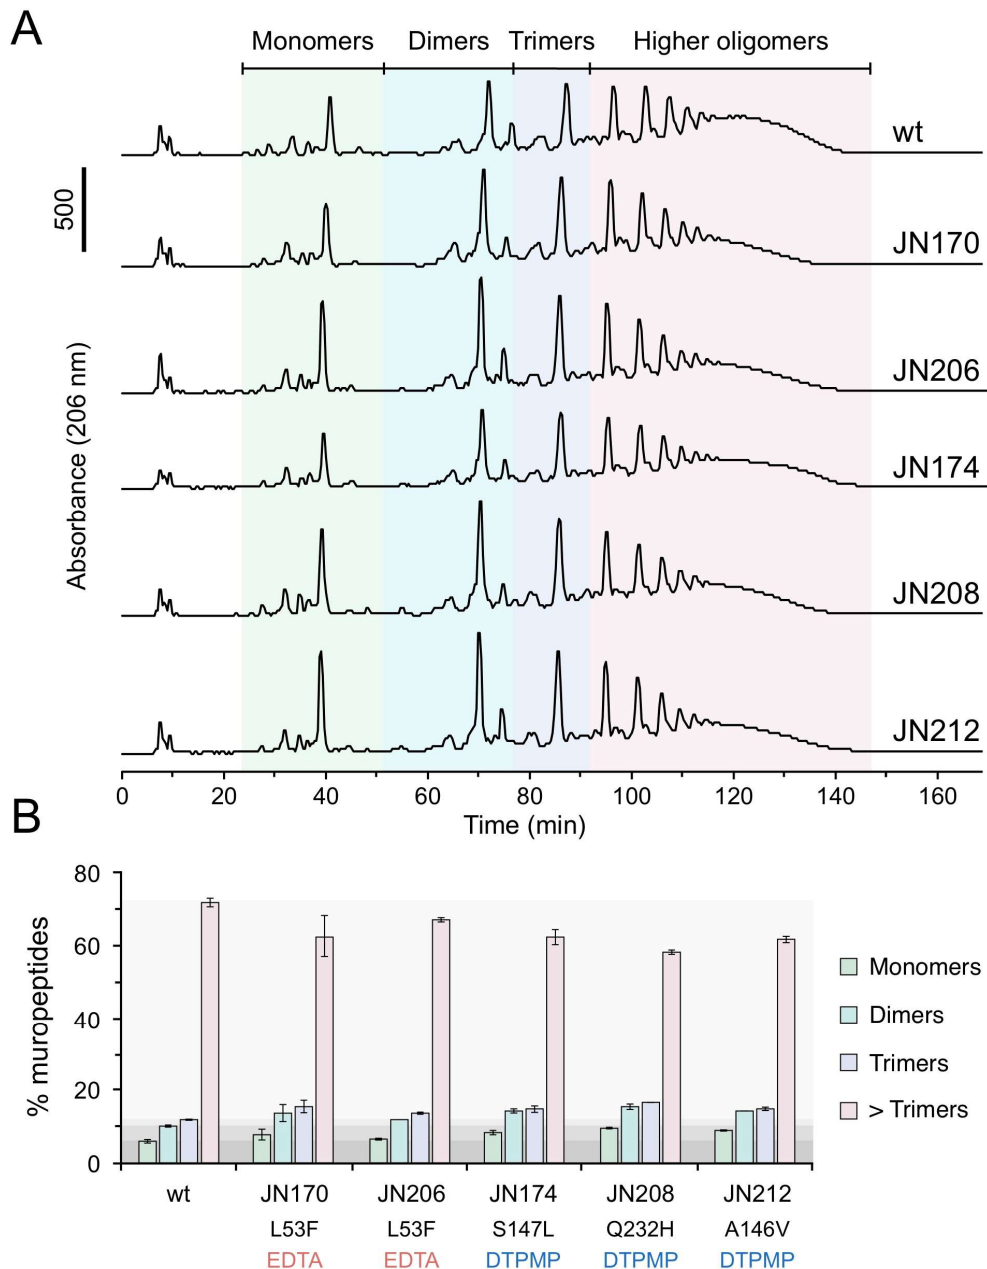 A
Monomers Dimers Trimers Higher oligomers
wt
500
JN170
JN206
Absorbance (206 nm)
JN174
JN208
JN212
0 20 40 60 80 100 120 140 160
Time (min)
B
80
60
40
20
0
% muropeptides
Monomers
Dimers
Trimers
> Trimers
wt JN170 JN206 JN174 JN208 JN212
L53F L53F S147L Q232H A146V
EDTA EDTA DTPMP DTPMP DTPMP